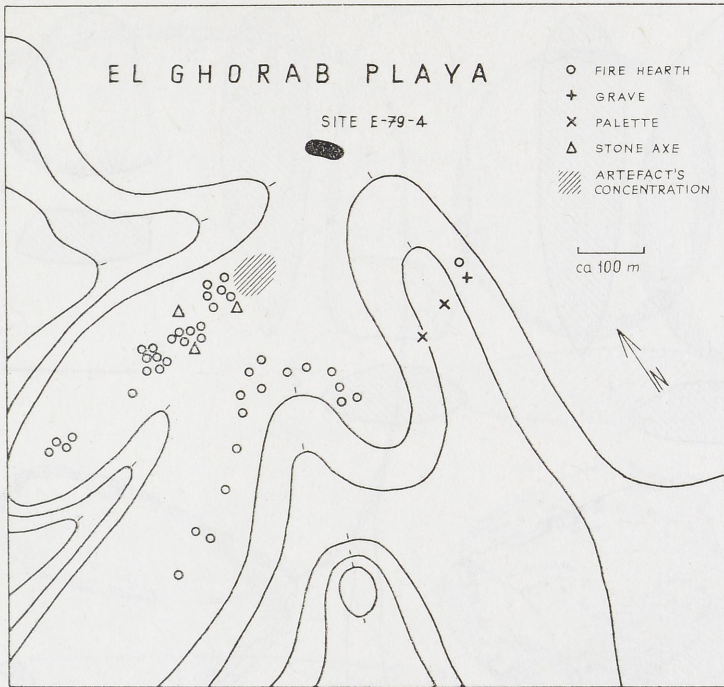 EL GHORAB PLAYA
SITE E-79-4
FIRE HEARTH
GRAVE
PALETTE
STONE AXE
ARTEFACT'S
CONCENTRATION
ca 100 m
N